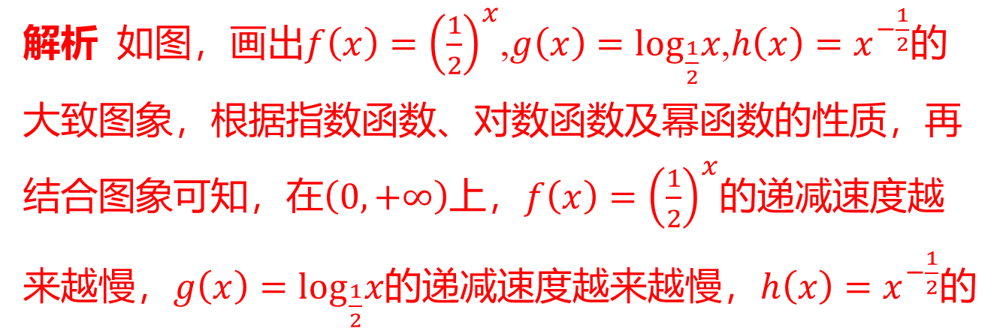 解析 如图，画出$f(x)=\left(\frac{1}{2}\right)^x$,$g(x)=\log_{\frac{1}{2}}x$,$h(x)=x^{-\frac{1}{2}}$的
大致图象，根据指数函数、对数函数及幂函数的性质，再
结合图象可知，在$(0,+\infty)$上，$f(x)=\left(\frac{1}{2}\right)^x$的递减速度越
来越慢，$g(x)=\log_{\frac{1}{2}}x$的递减速度越来越慢，$h(x)=x^{-\frac{1}{2}}$的